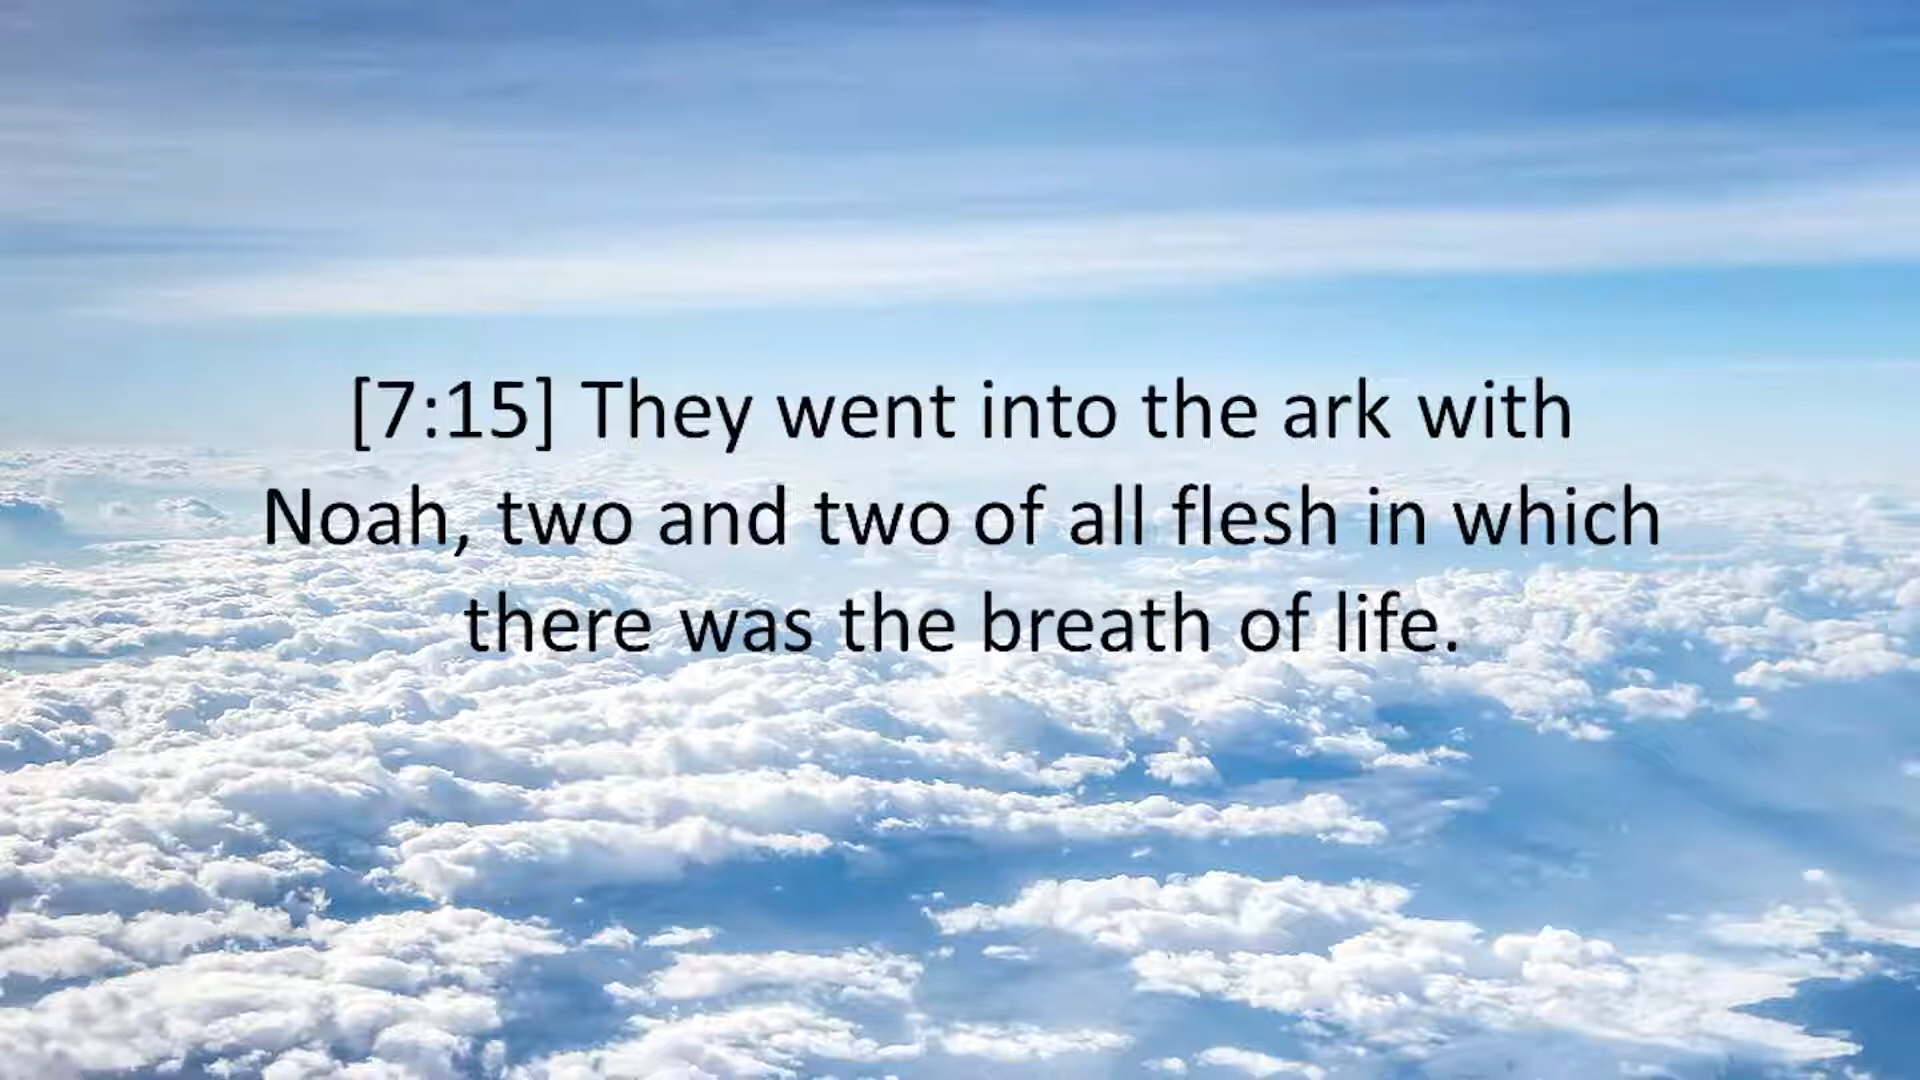 [7:15] They went into the ark with
Noah, two and two of all flesh in which
there was the breath of life.